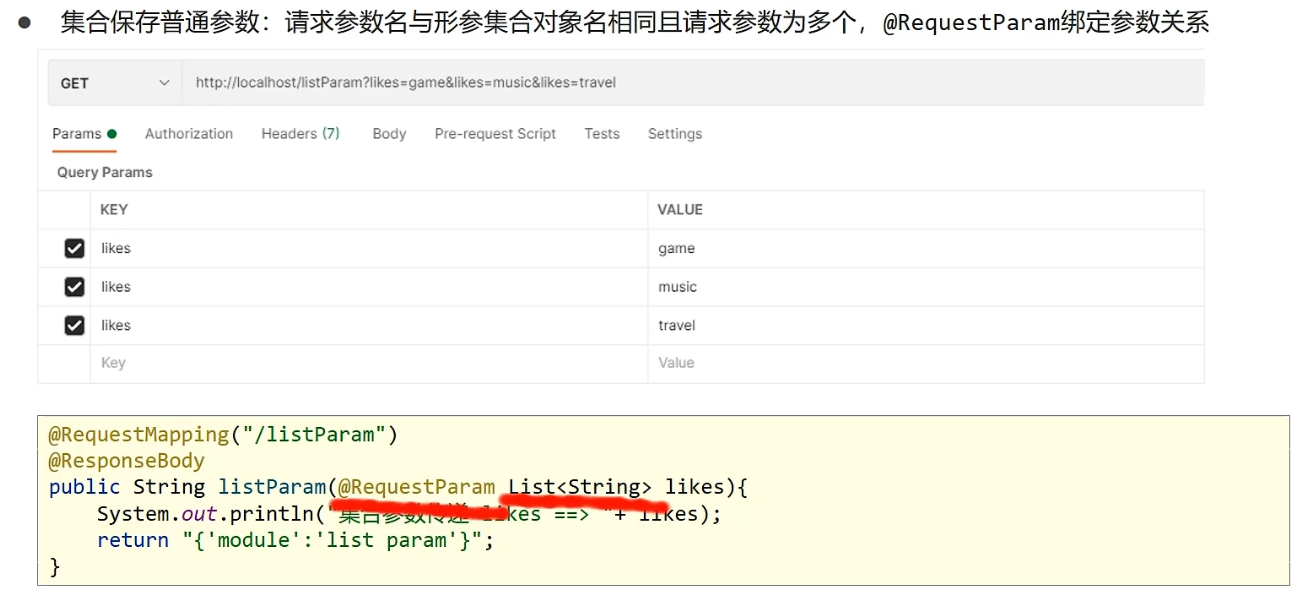 ● 集合保存普通参数：请求参数名与形参集合对象名相同且请求参数为多个，@RequestParam绑定参数关系
GET http://localhost/listParam?likes=game&likes=music&likes=travel
Params Authorization Headers (7) Body Pre-request Script Tests Settings
Query Params
KEY VALUE
likes game
likes music
likes travel
Key Value
@RequestMapping("/listParam")
@ResponseBody
public String listParam(@RequestParam List<String> likes){
System.out.println("集合参数传递 likes ==> "+ likes);
return "{'module':'list param'}";
}